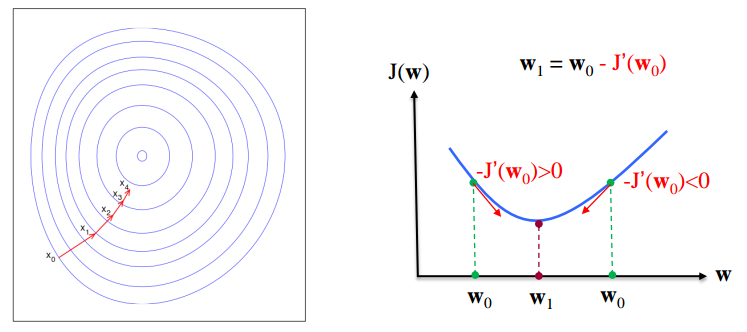 x₄
x₃
x₂
x₁
x₀
w₁ = w₀ - J’(w₀)
J(w)
-J’(w₀)>0
-J’(w₀)<0
w
w₀ w₁ w₀